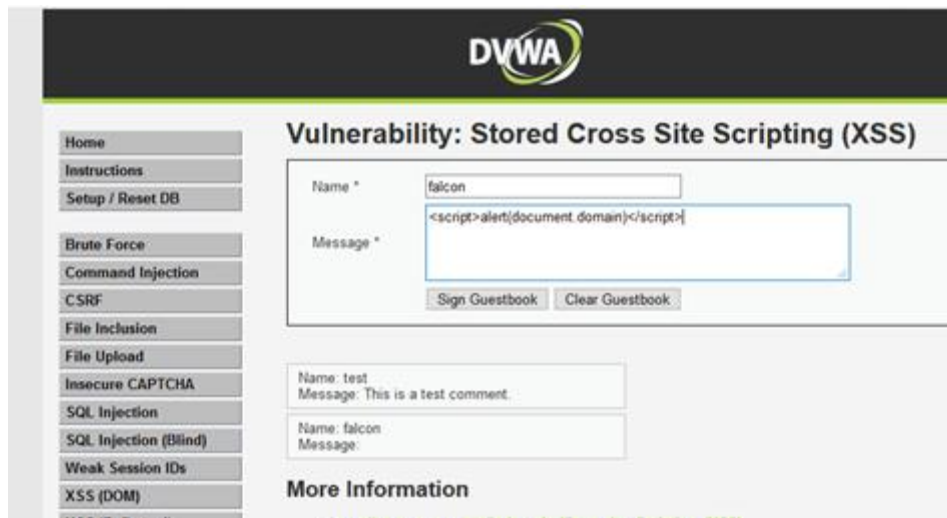 DVWA
Home
Instructions
Setup / Reset DB
Brute Force
Command Injection
CSRF
File Inclusion
File Upload
Insecure CAPTCHA
SQL Injection
SQL Injection (Blind)
Weak Session IDs
XSS (DOM)
Vulnerability: Stored Cross Site Scripting (XSS)
Name *
falcon
Message *
<script>alert(document.domain)</script>
Sign Guestbook
Clear Guestbook
Name: test
Message: This is a test comment.
Name: falcon
Message:
More Information